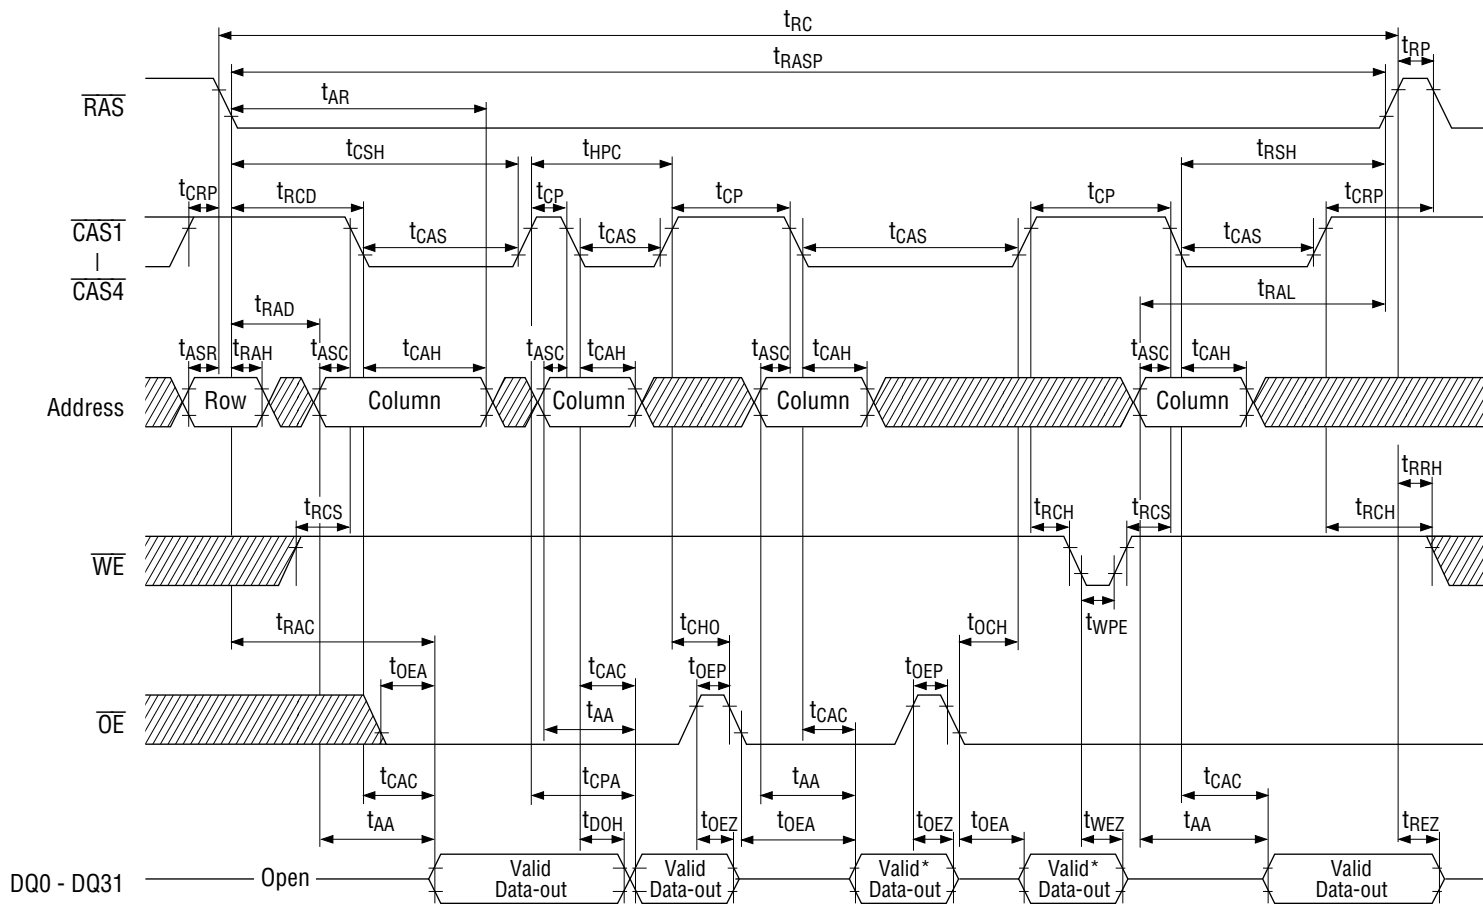 tRC
tRASP
tRP
RAS
tAR
tCSH
tHPC
tRSH
tCRP
tRCD
tCP
tCP
tCP
tCRP
CAS1
|
CAS4
tCAS
tCAS
tCAS
tCAS
tRAD
tRAL
tASR
tRAH
tASC
tCAH
tASC
tCAH
tASC
tCAH
tASC
tCAH
Address
Row
Column
Column
Column
Column
tRRH
tRCS
tRCH
tRCS
tRCH
WE
tWPE
tRAC
tCHO
tOCH
tOEA
tCAC
tOEP
tOEP
OE
tAA
tCAC
tCAC
tCPA
tAA
tCAC
tAA
tDOH
tOEZ
tOEA
tOEZ
tOEA
tWEZ
tAA
tREZ
DQ0 - DQ31
Open
Valid
Data-out
Valid
Data-out
Valid*
Data-out
Valid*
Data-out
Valid
Data-out